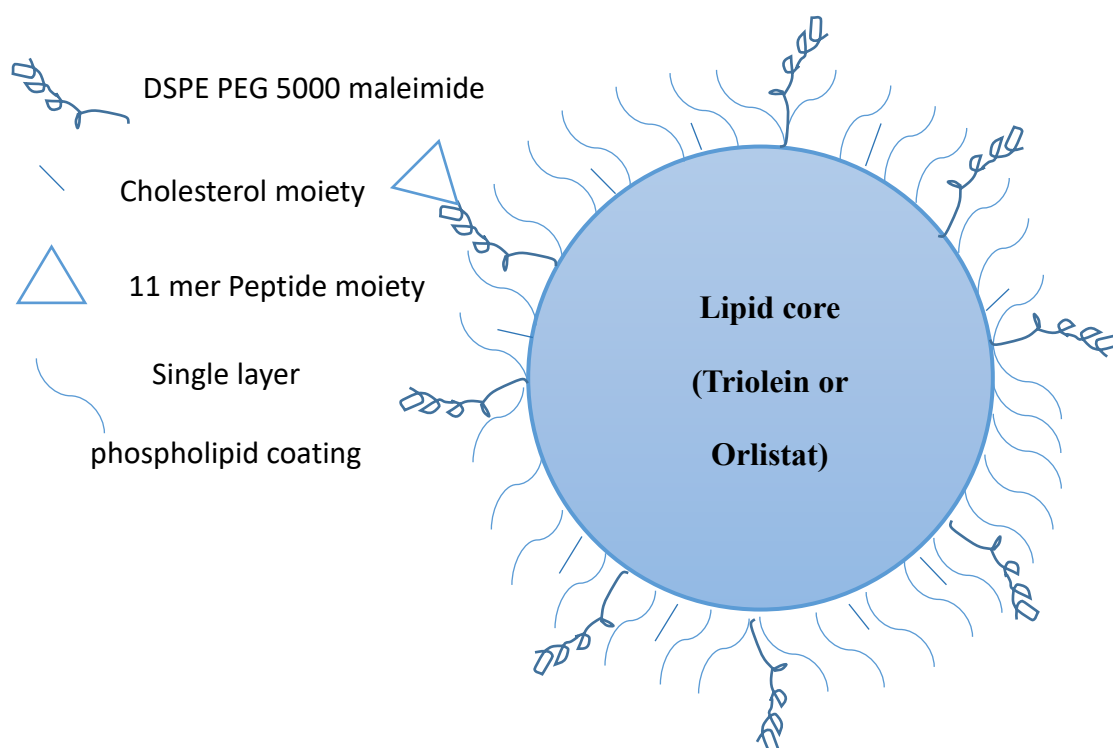 DSPE PEG 5000 maleimide
Cholesterol moiety
11 mer Peptide moiety
Single layer
phospholipid coating
Lipid core
(Triolein or
Orlistat)